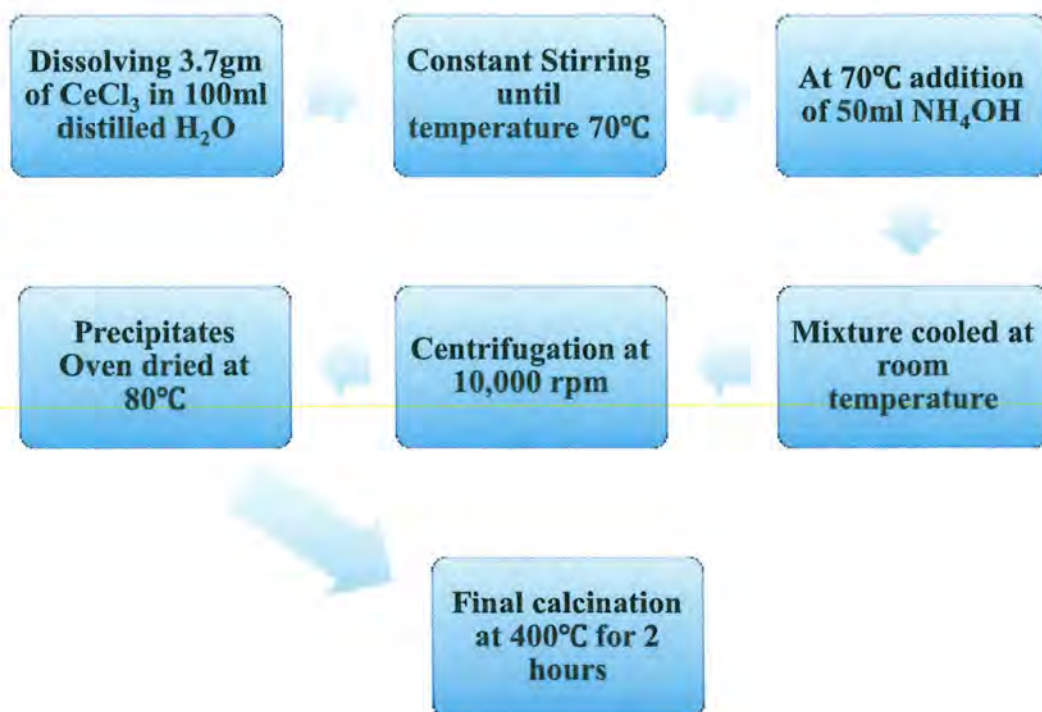 Dissolving 3.7gm
of CeCl₃ in 100ml
distilled H₂O
Constant Stirring
until
temperature 70℃
At 70℃ addition
of 50ml NH₄OH
Mixture cooled at
room
temperature
Centrifugation at
10,000 rpm
Precipitates
Oven dried at
80℃
Final calcination
at 400℃ for 2
hours